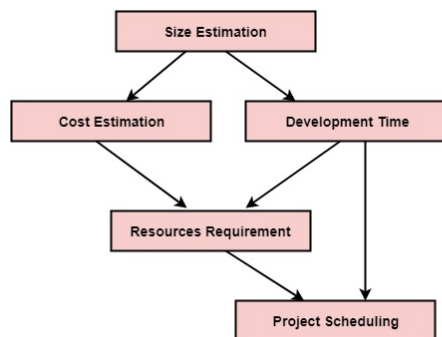 Size Estimation
Cost Estimation
Development Time
Resources Requirement
Project Scheduling